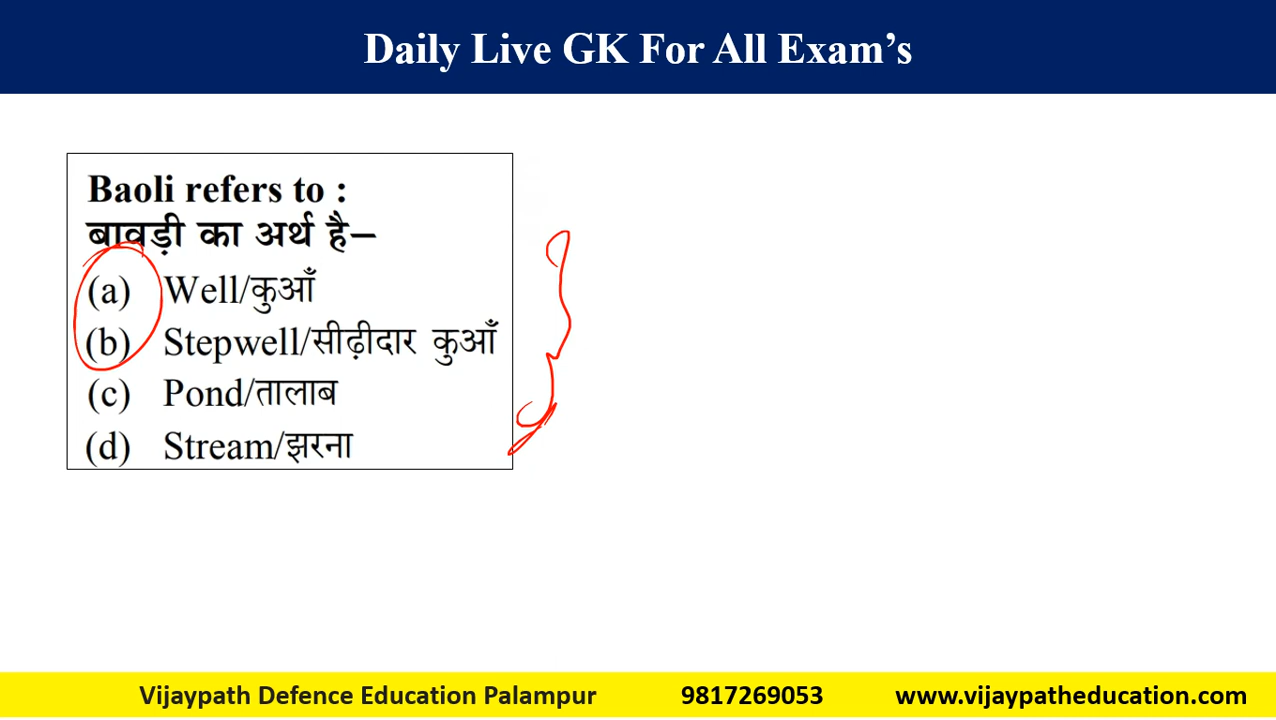 Daily Live GK For All Exam’s
Baoli refers to :
बावड़ी का अर्थ है–
(a) Well/कुआँ
(b) Stepwell/सीढ़ीदार कुआँ
(c) Pond/तालाब
(d) Stream/झरना
Vijaypath Defence Education Palampur 9817269053 www.vijaypatheducation.com